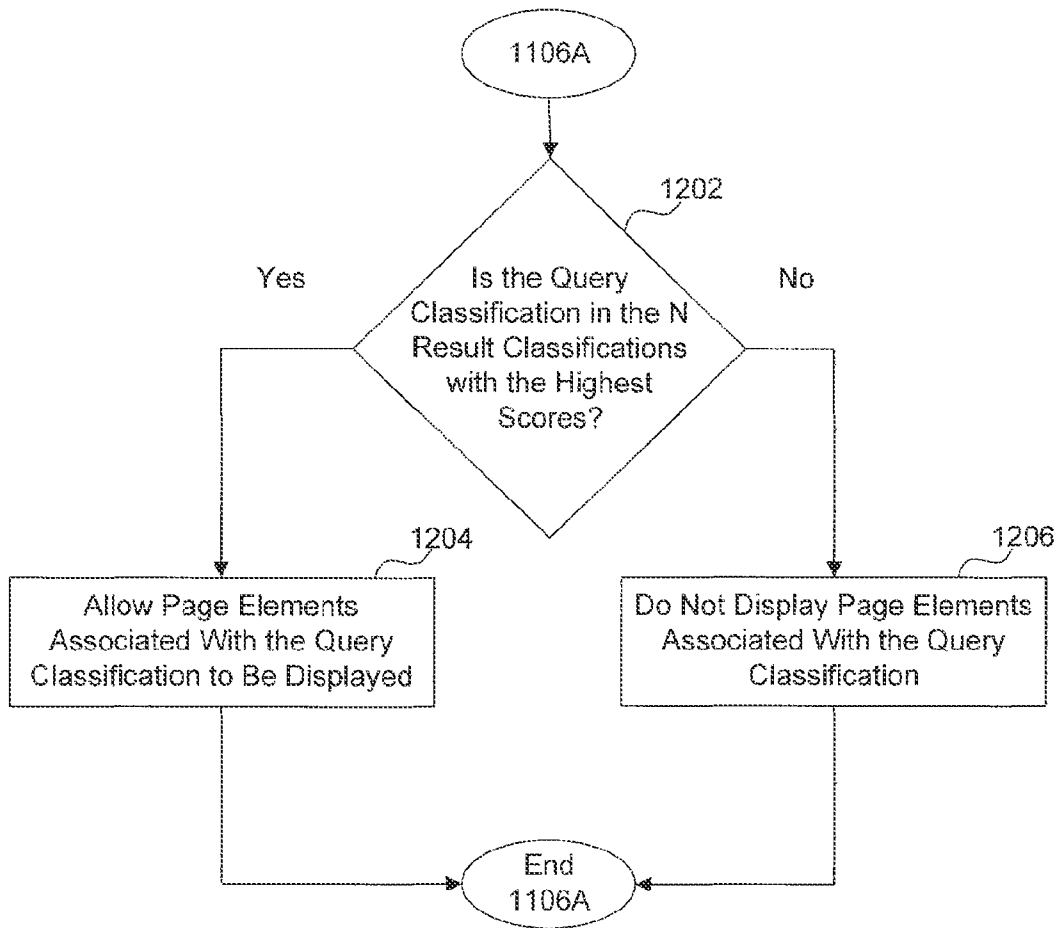 1106A
1202
Yes
Is the Query
Classification in the N
Result Classifications
with the Highest
Scores?
No
1204
Allow Page Elements
Associated With the Query
Classification to Be Displayed
1206
Do Not Display Page Elements
Associated With the Query
Classification
End
1106A